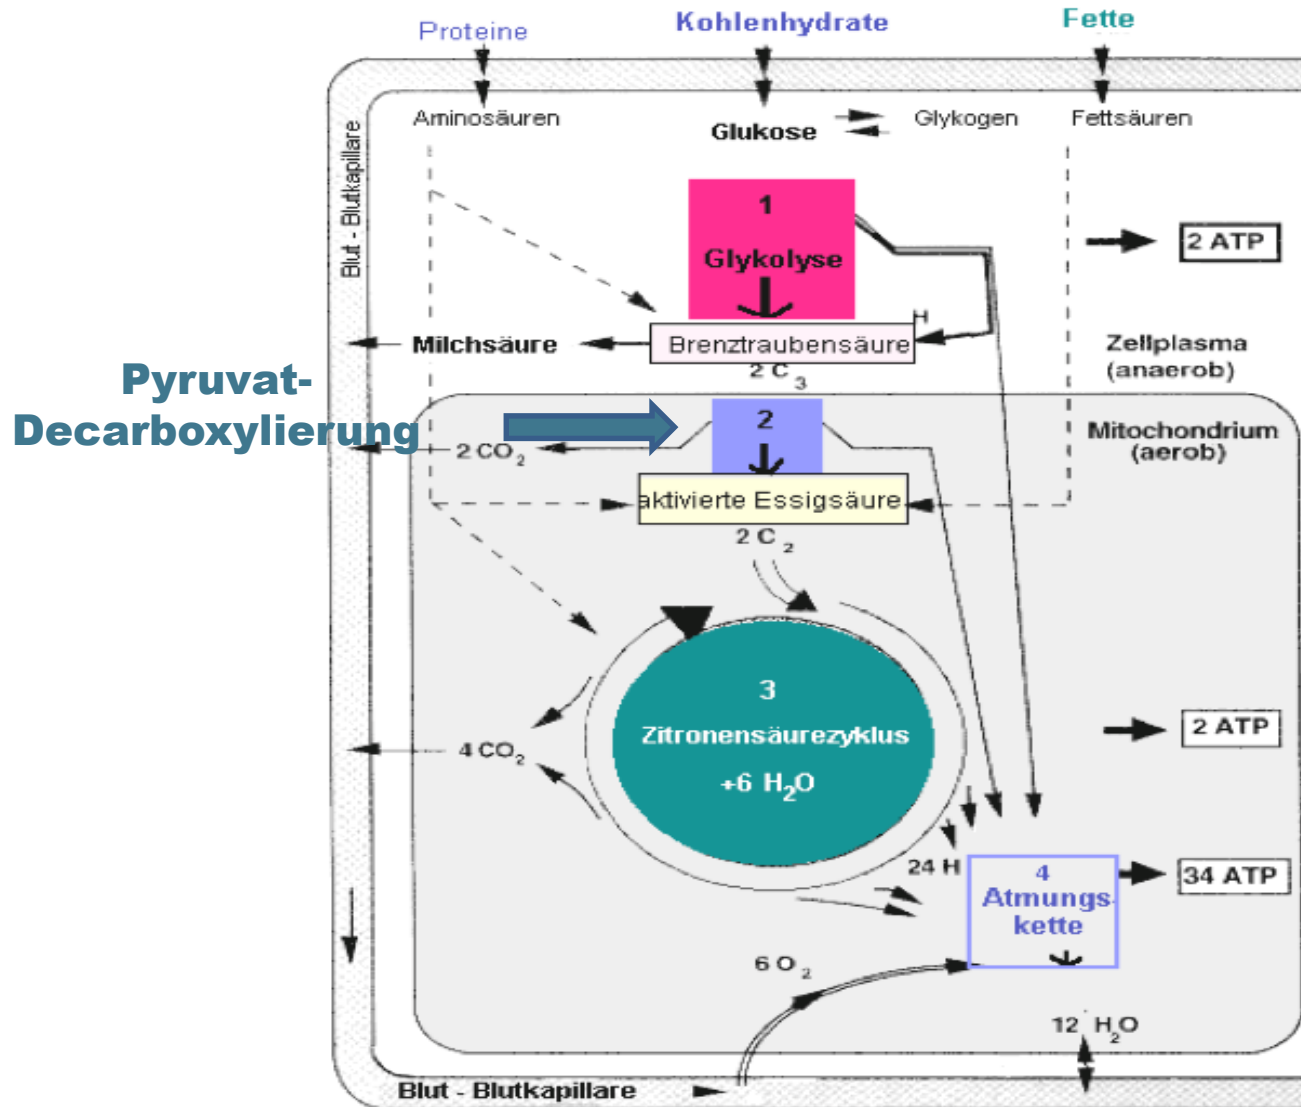 Proteine
Kohlenhydrate
Fette
Aminosäuren
Glukose
Glykogen
Fettsäuren
Blut - Blutkapillare
1
Glykolyse
2 ATP
H
Milchsäure
Brenztraubensäure
2 C3
Zellplasma
(anaerob)
Pyruvat-
Decarboxylierung
2
Mitochondrium
(aerob)
2 CO2
aktivierte Essigsäure
2 C2
3
Zitronensäurezyklus
+6 H2O
4 CO2
2 ATP
24 H
4
Atmungs-
kette
34 ATP
6 O2
12 H2O
Blut - Blutkapillare